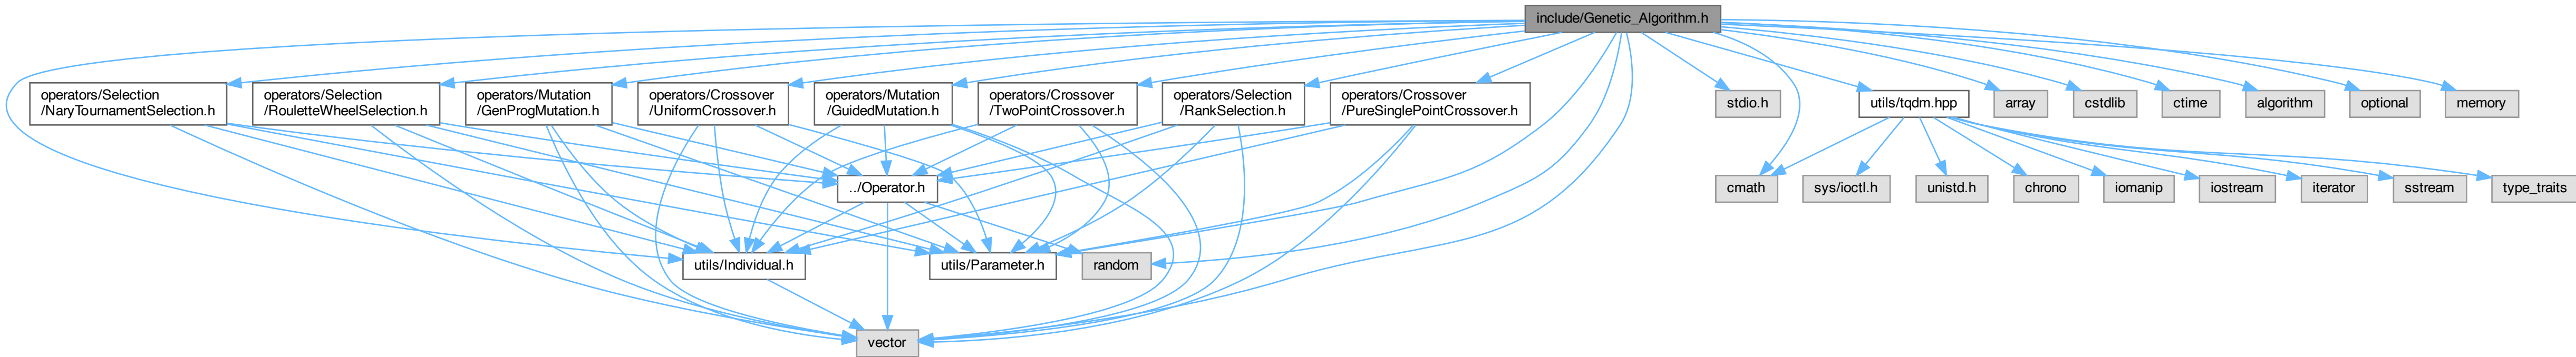 include/Genetic_Algorithm.h
operators/Selection
/NaryTournamentSelection.h
operators/Selection
/RouletteWheelSelection.h
operators/Mutation
/GenProgMutation.h
operators/Crossover
/UniformCrossover.h
operators/Mutation
/GuidedMutation.h
operators/Crossover
/TwoPointCrossover.h
operators/Selection
/RankSelection.h
operators/Crossover
/PureSinglePointCrossover.h
stdio.h
utils/tqdm.hpp
array
cstdlib
ctime
algorithm
optional
memory
../Operator.h
cmath
sys/ioctl.h
unistd.h
chrono
iomanip
iostream
iterator
sstream
type_traits
utils/Individual.h
utils/Parameter.h
random
vector